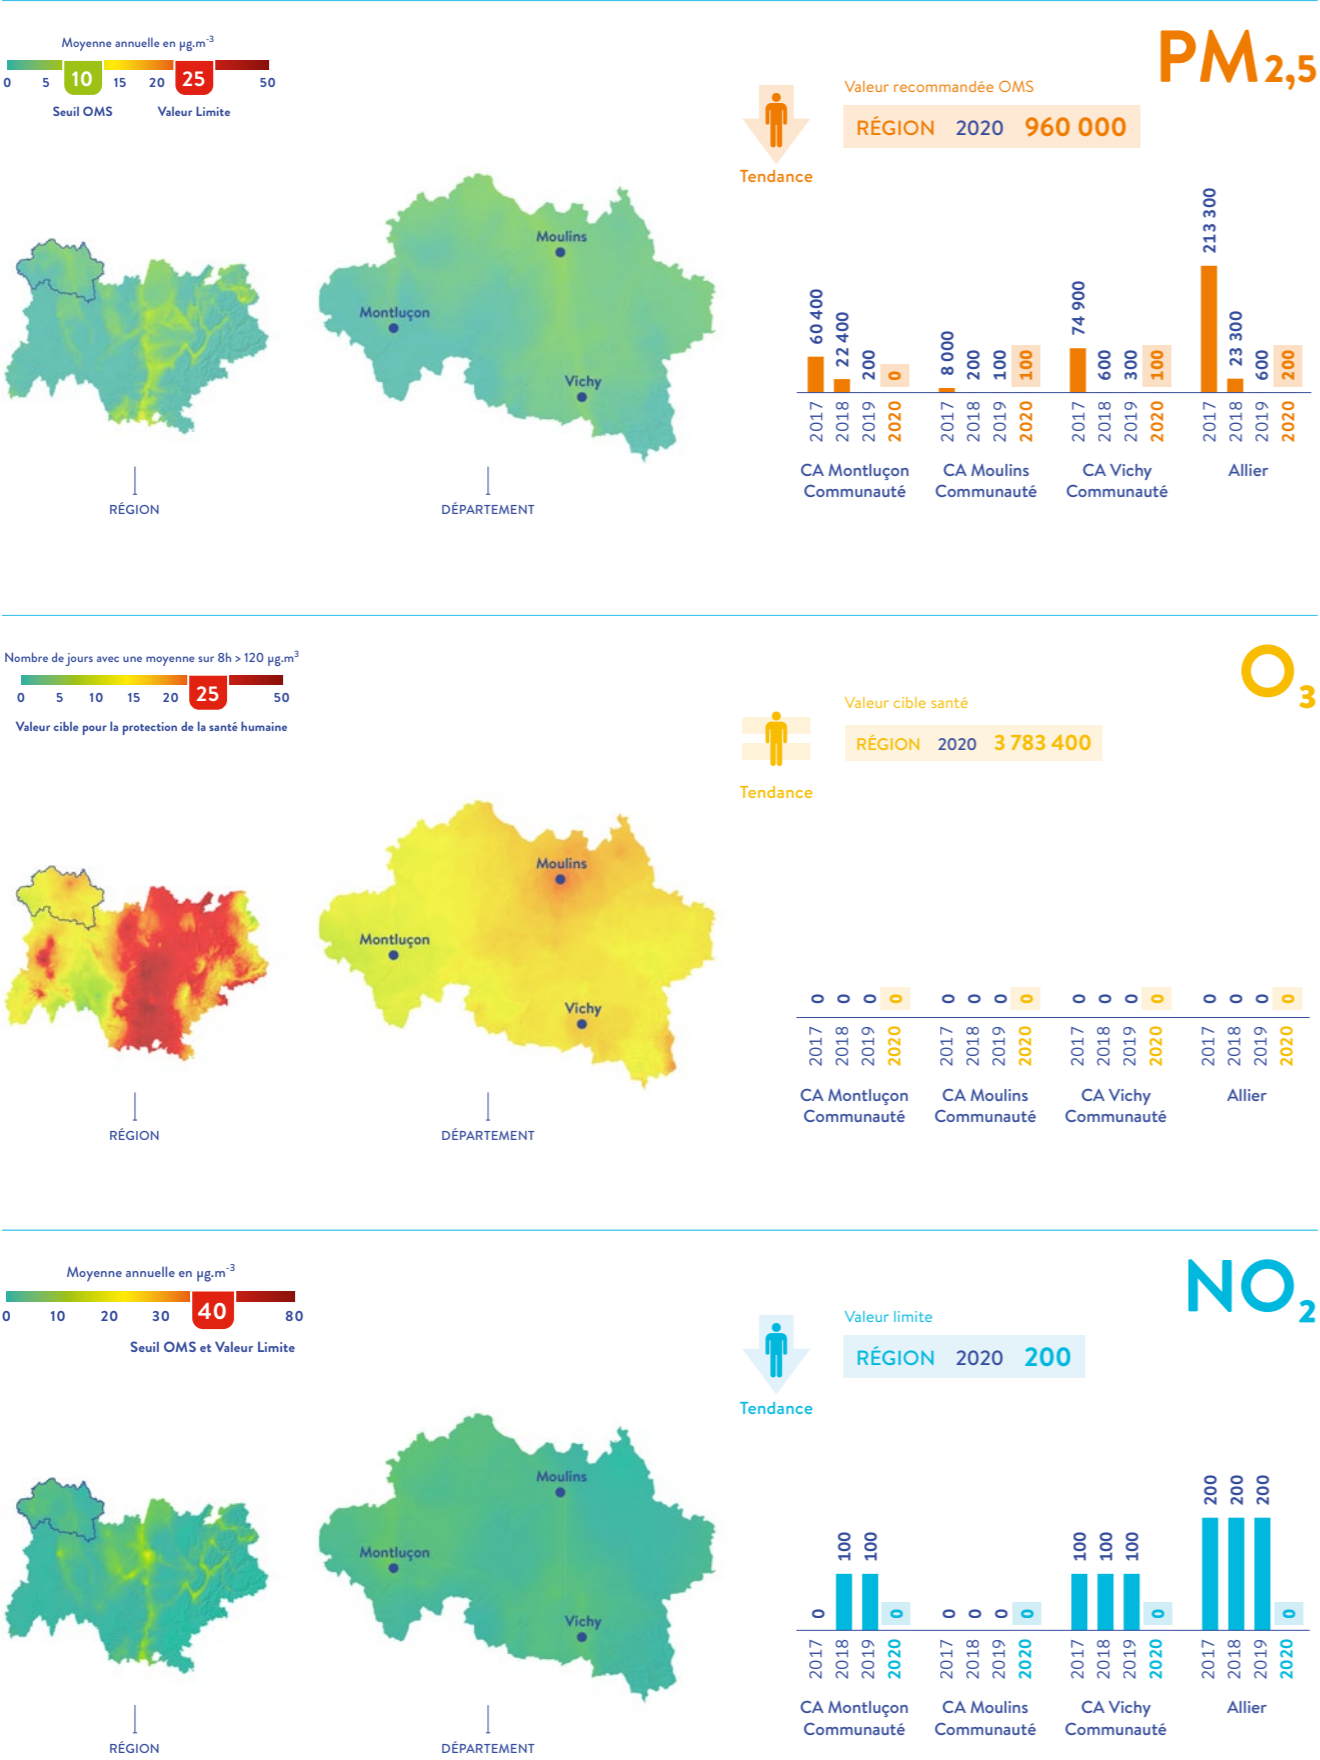 Moyenne annuelle en µg.m-3
0 5 10 15 20 25 50
Seuil OMS Valeur Limite
PM2,5
Valeur recommandée OMS
RÉGION 2020 960 000
Tendance
Moulins
Montluçon
Vichy
RÉGION
DÉPARTEMENT
60 400 22 400 200 0
2017 2018 2019 2020
CA Montluçon
Communauté
8 000 200 100 100
2017 2018 2019 2020
CA Moulins
Communauté
74 900 600 300 100
2017 2018 2019 2020
CA Vichy
Communauté
213 300 23 300 600 200
2017 2018 2019 2020
Allier
Nombre de jours avec une moyenne sur 8h > 120 µg.m3
0 5 10 15 20 25 50
Valeur cible pour la protection de la santé humaine
O3
Valeur cible santé
RÉGION 2020 3 783 400
Tendance
Moulins
Montluçon
Vichy
RÉGION
DÉPARTEMENT
0 0 0 0
2017 2018 2019 2020
CA Montluçon
Communauté
0 0 0 0
2017 2018 2019 2020
CA Moulins
Communauté
0 0 0 0
2017 2018 2019 2020
CA Vichy
Communauté
0 0 0 0
2017 2018 2019 2020
Allier
Moyenne annuelle en µg.m-3
0 10 20 30 40 80
Seuil OMS et Valeur Limite
NO2
Valeur limite
RÉGION 2020 200
Tendance
Moulins
Montluçon
Vichy
RÉGION
DÉPARTEMENT
0 100 100 0
2017 2018 2019 2020
CA Montluçon
Communauté
0 0 0 0
2017 2018 2019 2020
CA Moulins
Communauté
100 100 100 0
2017 2018 2019 2020
CA Vichy
Communauté
200 200 200 0
2017 2018 2019 2020
Allier